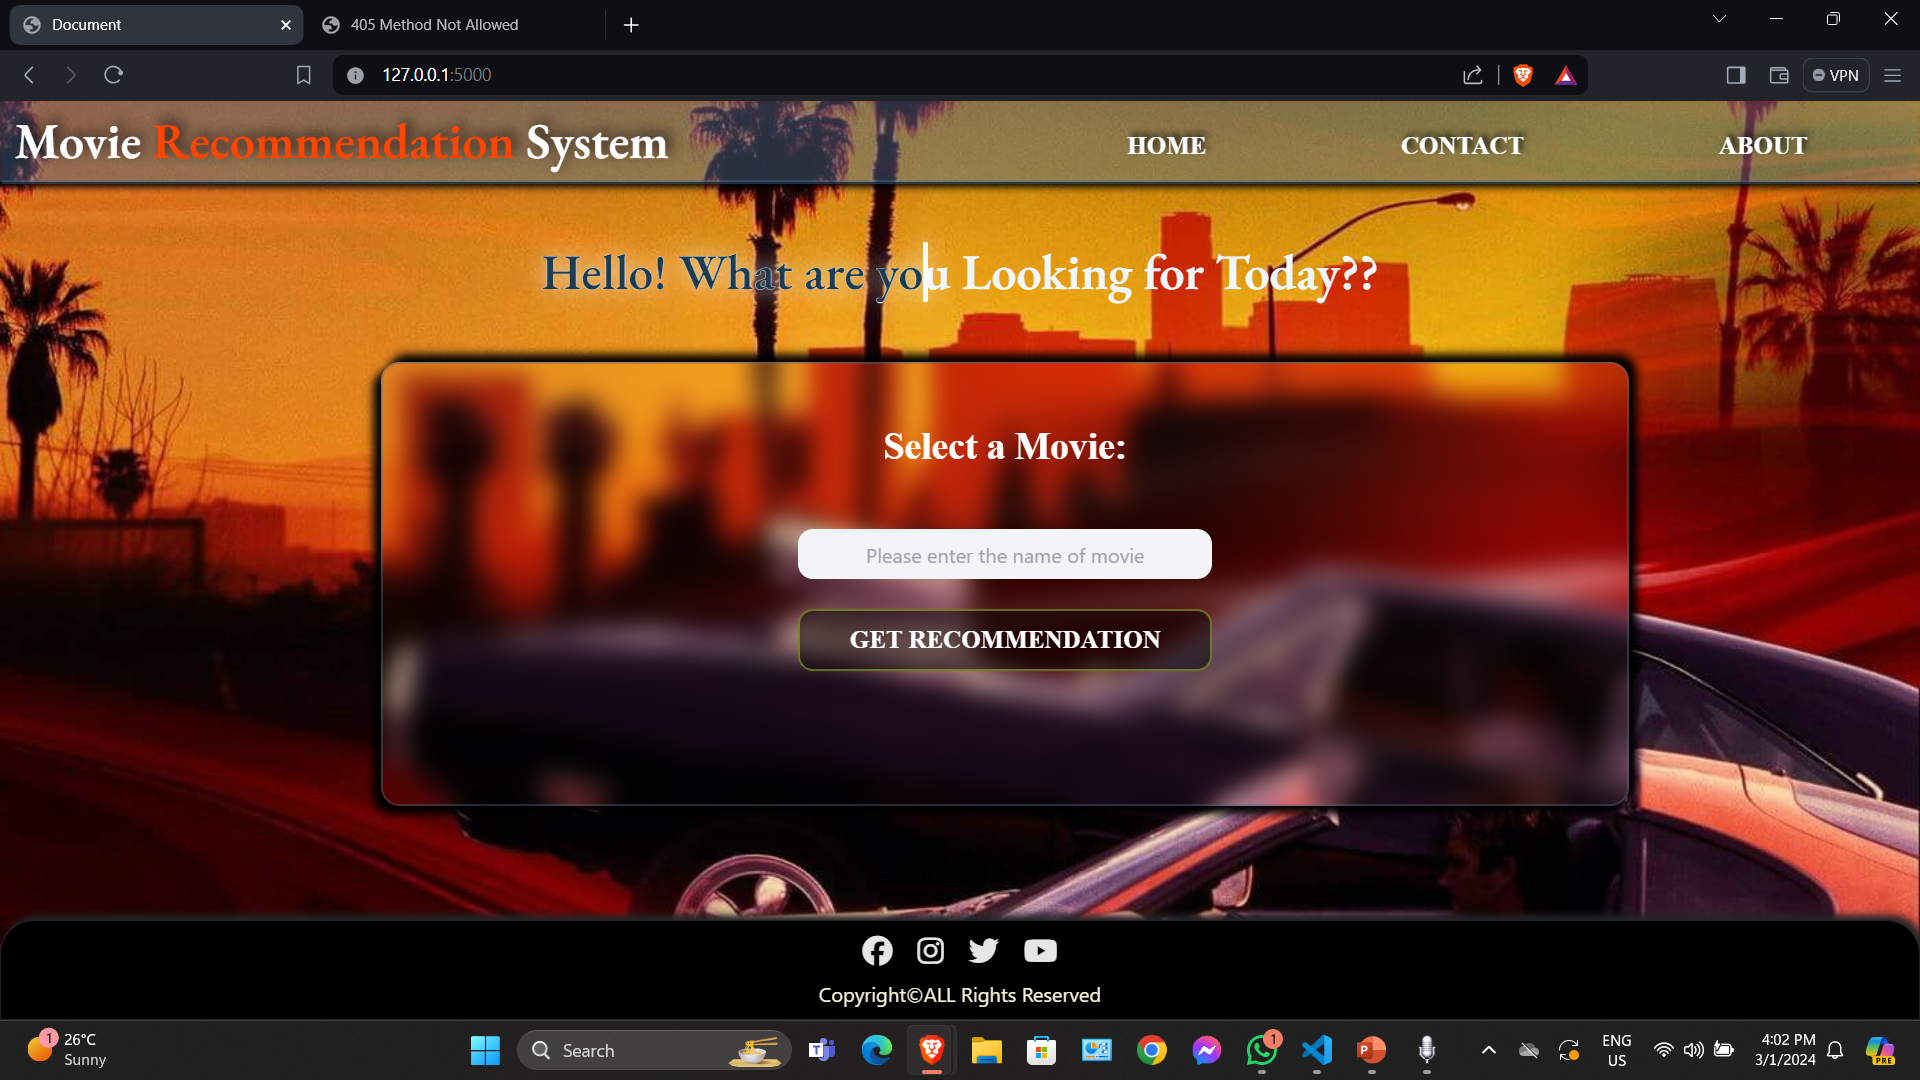 Document
405 Method Not Allowed
127.0.0.1:5000
VPN
Movie Recommendation System
HOME
CONTACT
ABOUT
Hello! What are you Looking for Today??
Select a Movie:
Please enter the name of movie
GET RECOMMENDATION
Copyright©ALL Rights Reserved
1
26°C
Sunny
Search
1
ENG
US
4:02 PM
3/1/2024
PRE